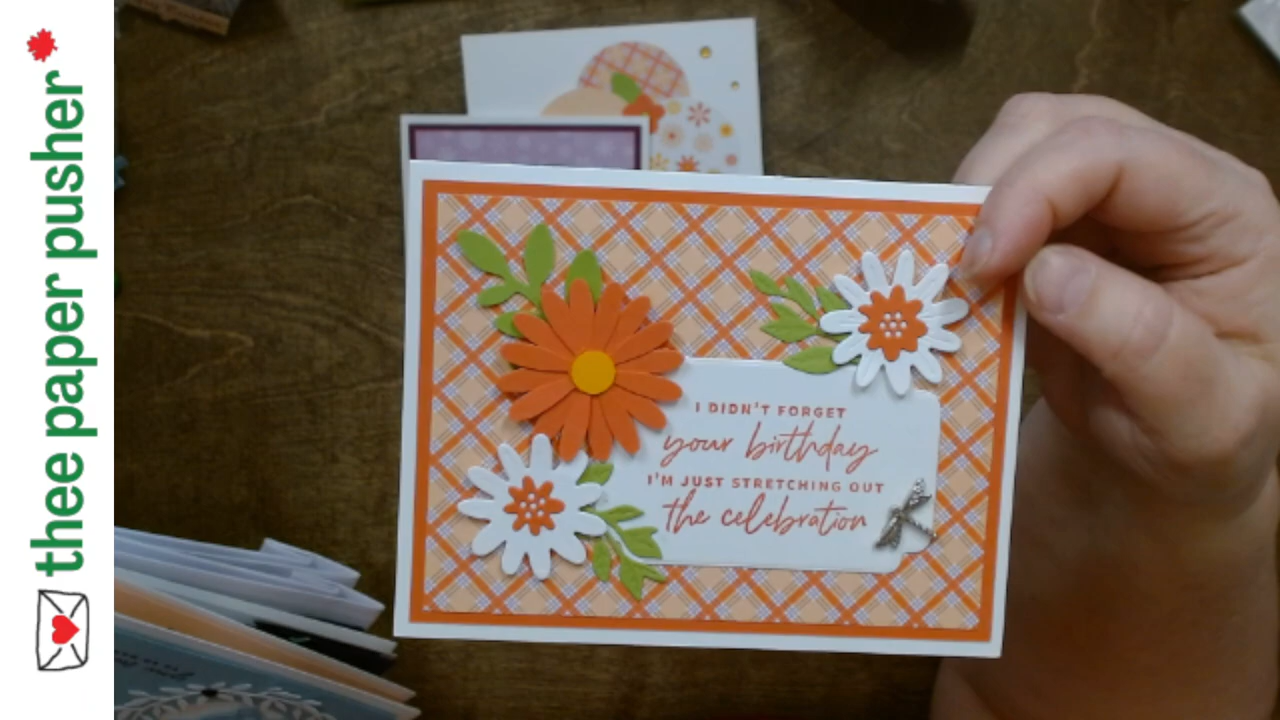 thee paper pusher
I DIDN'T FORGET
your birthday
I'M JUST STRETCHING OUT
the celebration